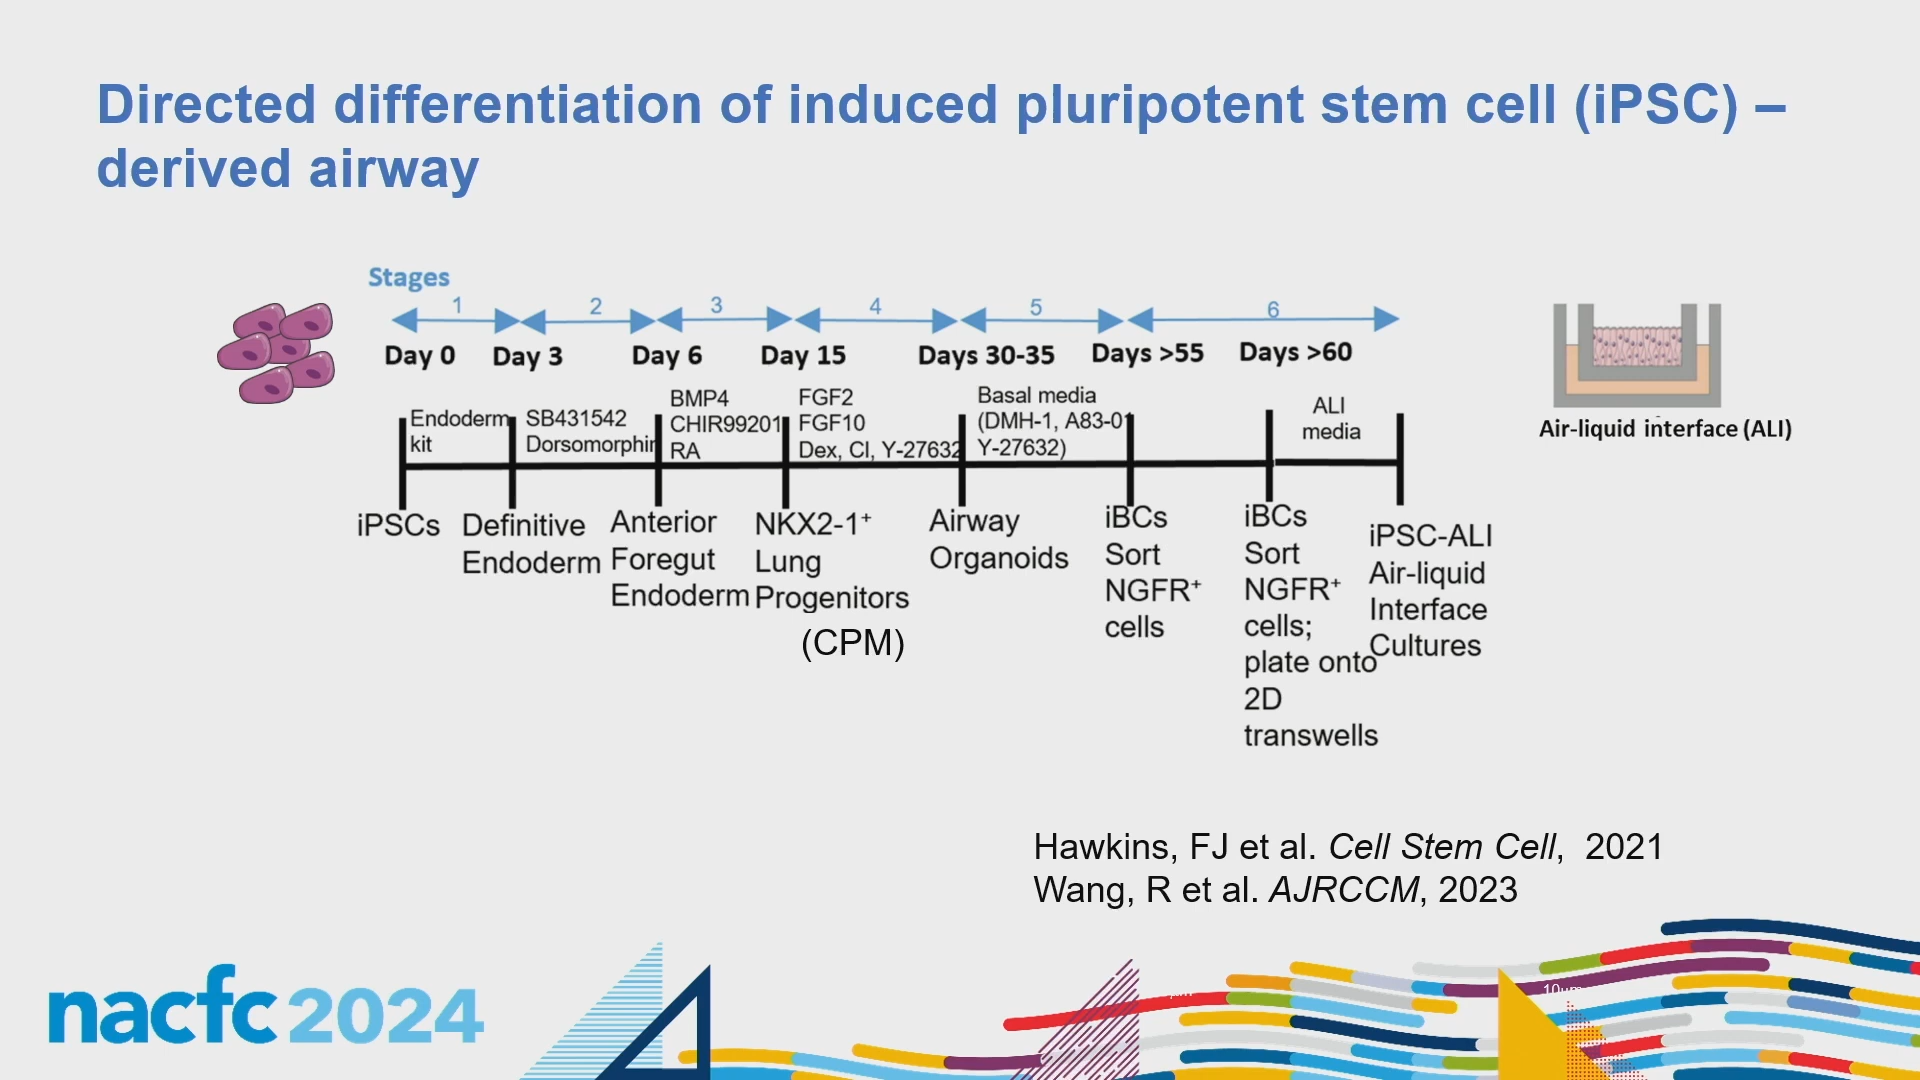 Directed differentiation of induced pluripotent stem cell (iPSC) –
derived airway
Stages
1
2
3
4
5
6
Day 0
Day 3
Day 6
Day 15
Days 30-35
Days >55
Days >60
Endoderm
kit
SB431542
Dorsomorphin
BMP4
CHIR99201
RA
FGF2
FGF10
Dex, CI, Y-27632
Basal media
(DMH-1, A83-01
Y-27632)
ALI
media
Air-liquid interface (ALI)
iPSCs
Definitive
Endoderm
Anterior
Foregut
Endoderm
NKX2-1⁺
Lung
Progenitors
(CPM)
Airway
Organoids
iBCs
Sort
NGFR⁺
cells
iBCs
Sort
NGFR⁺
cells;
plate onto
2D
transwells
iPSC-ALI
Air-liquid
Interface
Cultures
Hawkins, FJ et al. Cell Stem Cell, 2021
Wang, R et al. AJRCCM, 2023
nacfc 2024
10µm